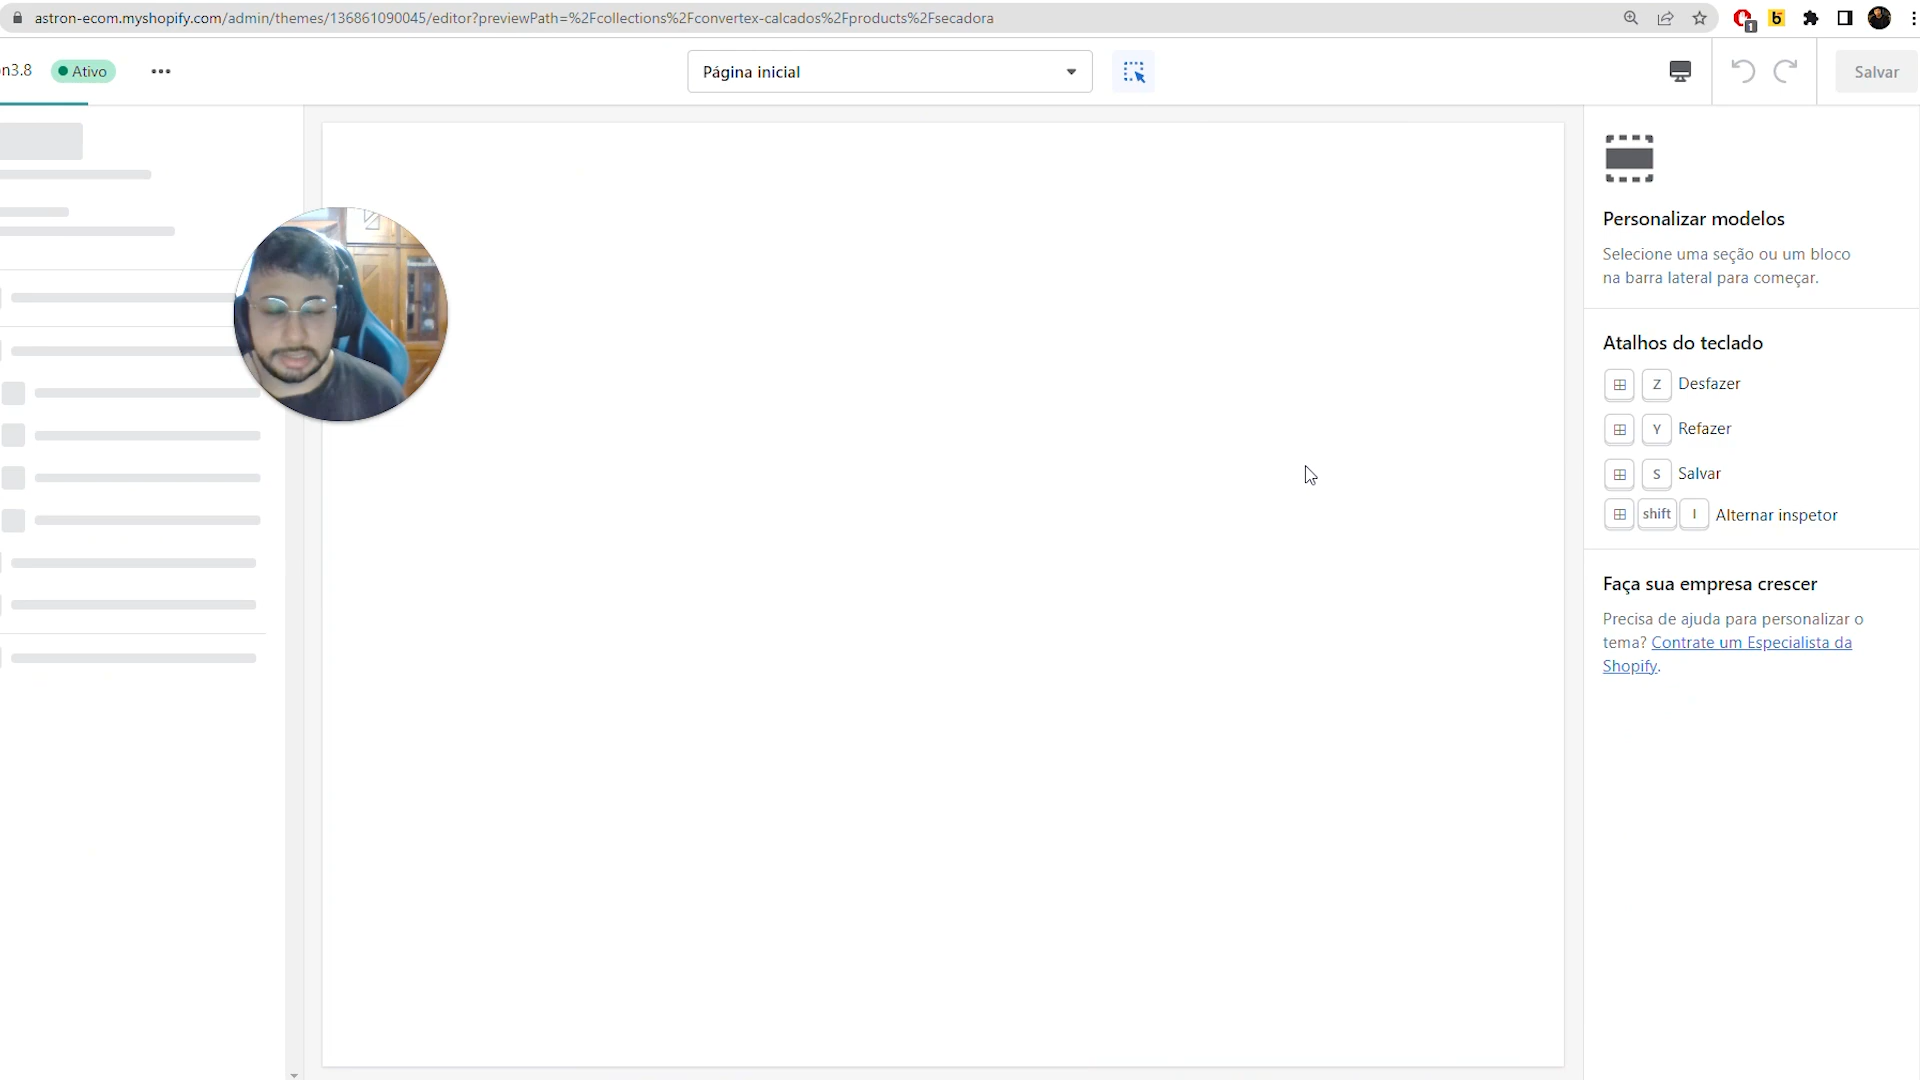 astron-ecom.myshopify.com/admin/themes/136861090045/editor?previewPath=%2Fcollections%2Fconvertex-calcados%2Fproducts%2Fsecadora
1
n3.8
Ativo
Página inicial
Salvar
Personalizar modelos
Selecione uma seção ou um bloco
na barra lateral para começar.
Atalhos do teclado
Z Desfazer
Y Refazer
S Salvar
shift I Alternar inspetor
Faça sua empresa crescer
Precisa de ajuda para personalizar o
tema? Contrate um Especialista da
Shopify.